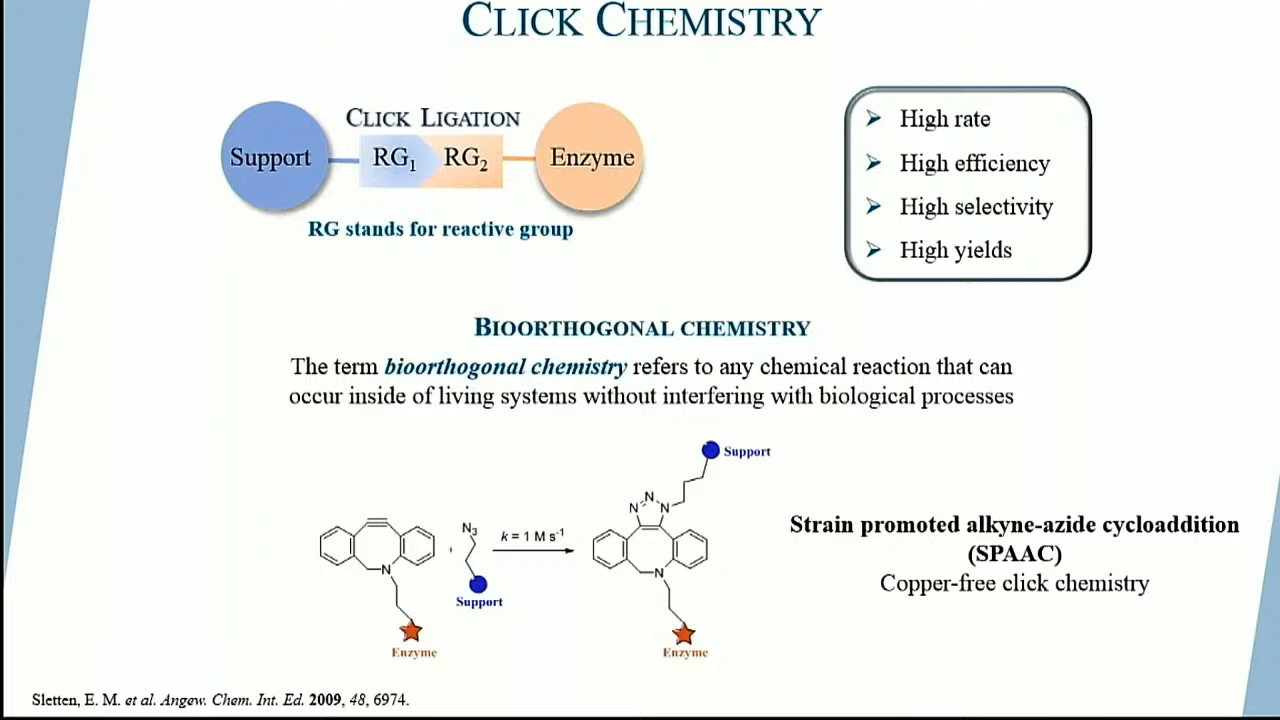 CLICK CHEMISTRY
CLICK LIGATION
Support
RG1
RG2
Enzyme
RG stands for reactive group
High rate
High efficiency
High selectivity
High yields
BIOORTHOGONAL CHEMISTRY
The term bioorthogonal chemistry refers to any chemical reaction that can
occur inside of living systems without interfering with biological processes
Support
N
N
N
N3
+
k = 1 M s-1
N
N
Support
Enzyme
Enzyme
Strain promoted alkyne-azide cycloaddition
(SPAAC)
Copper-free click chemistry
Sletten, E. M. et al. Angew. Chem. Int. Ed. 2009, 48, 6974.